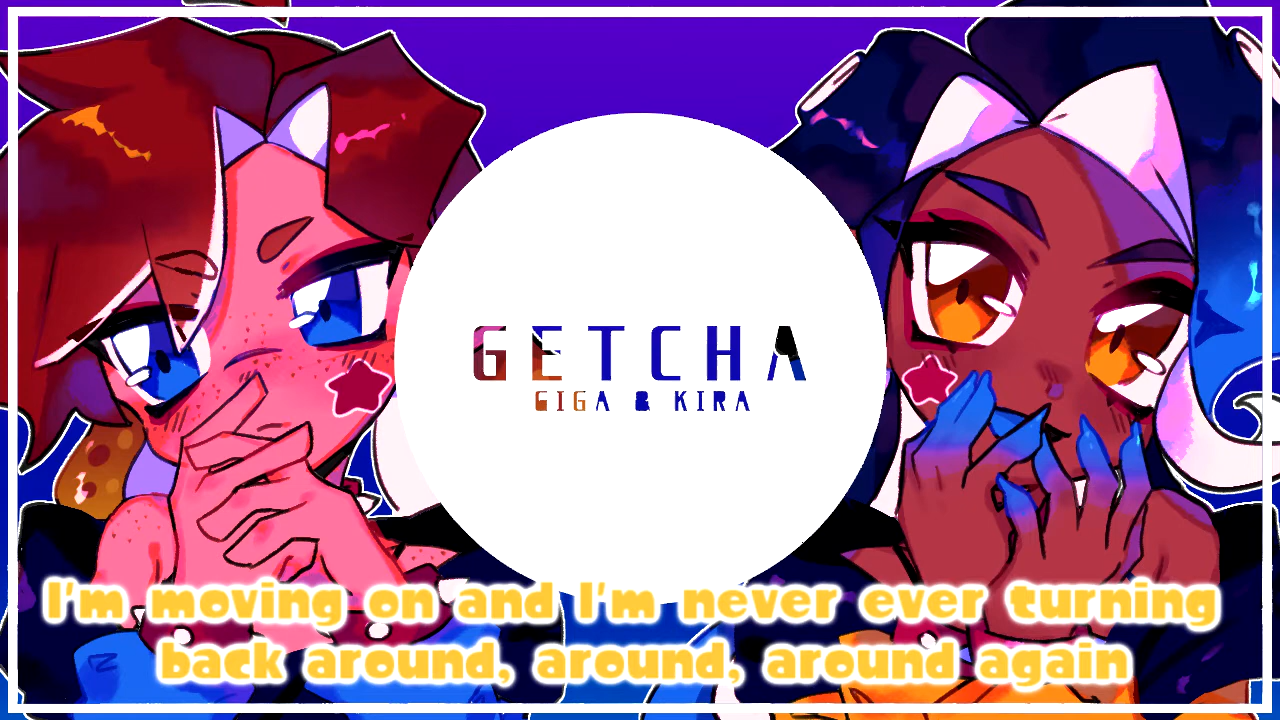 GETCHA
GIGA & KIRA
I'm moving on and I'm never ever turning
back around, around, around again